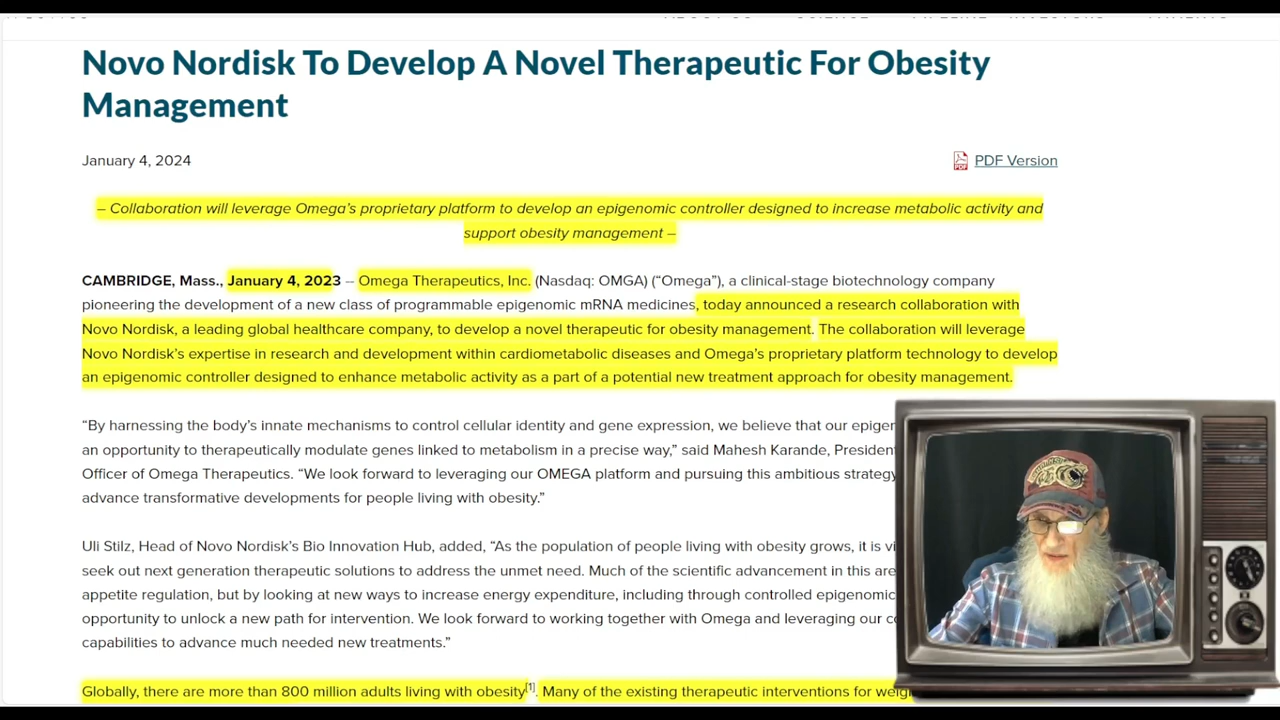 Novo Nordisk To Develop A Novel Therapeutic For Obesity
Management
January 4, 2024
PDF Version
– Collaboration will leverage Omega's proprietary platform to develop an epigenomic controller designed to increase metabolic activity and
support obesity management –
CAMBRIDGE, Mass., January 4, 2023 -- Omega Therapeutics, Inc. (Nasdaq: OMGA) (“Omega”), a clinical-stage biotechnology company
pioneering the development of a new class of programmable epigenomic mRNA medicines, today announced a research collaboration with
Novo Nordisk, a leading global healthcare company, to develop a novel therapeutic for obesity management. The collaboration will leverage
Novo Nordisk’s expertise in research and development within cardiometabolic diseases and Omega’s proprietary platform technology to develop
an epigenomic controller designed to enhance metabolic activity as a part of a potential new treatment approach for obesity management.
“By harnessing the body’s innate mechanisms to control cellular identity and gene expression, we believe that our
an opportunity to therapeutically modulate genes linked to metabolism in a precise way,” said Mahesh Karande, President
Officer of Omega Therapeutics. “We look forward to leveraging our OMEGA platform and pursuing this ambitious strategy
advance transformative developments for people living with obesity.”
Uli Stilz, Head of Novo Nordisk’s Bio Innovation Hub, added, “As the population of people living with obesity grows, it is
seek out next generation therapeutic solutions to address the unmet need. Much of the scientific advancement in this
appetite regulation, but by looking at new ways to increase energy expenditure, including through controlled epigenomic
opportunity to unlock a new path for intervention. We look forward to working together with Omega and leveraging our
capabilities to advance much needed new treatments.”
Globally, there are more than 800 million adults living with obesity[1]. Many of the existing therapeutic interventions for